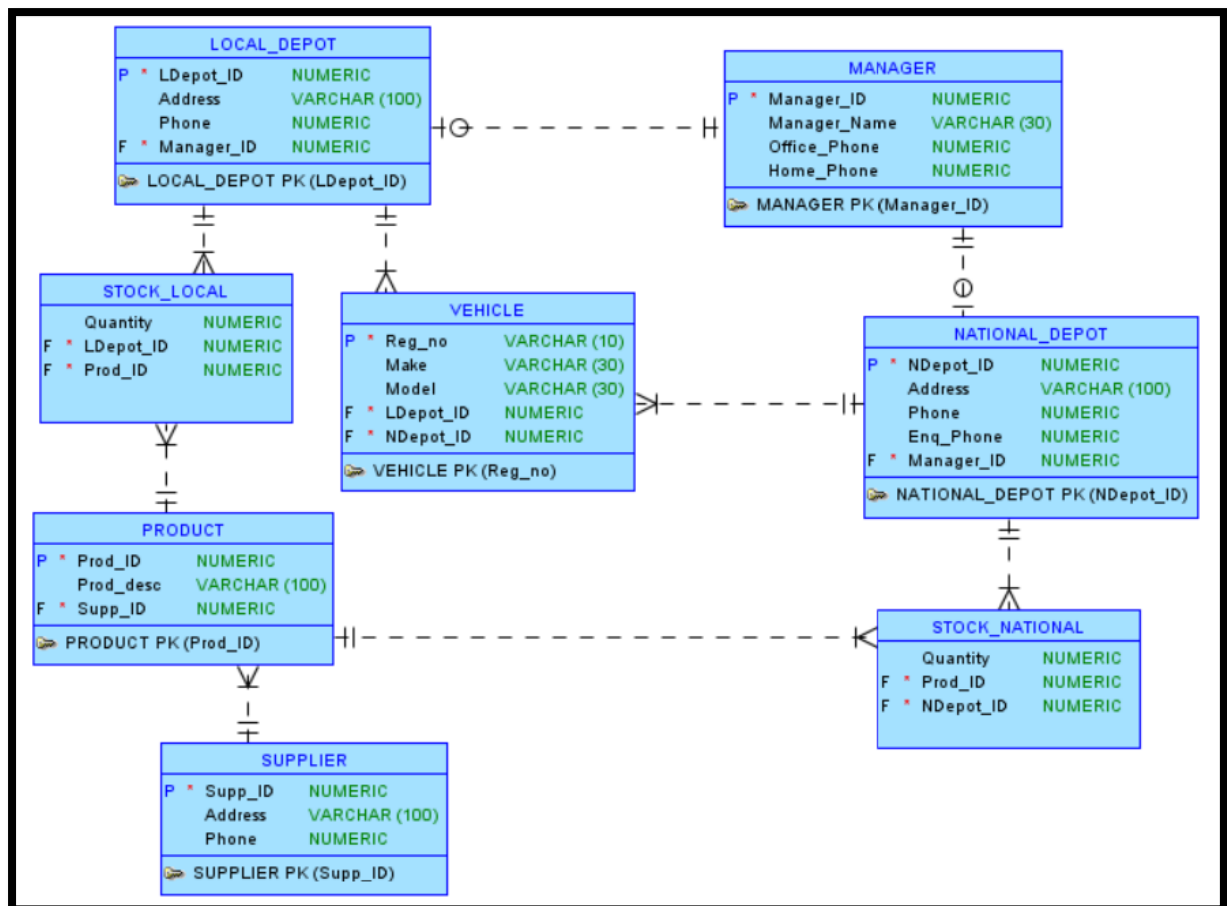 LOCAL_DEPOT
P * LDepot_ID NUMERIC
Address VARCHAR (100)
Phone NUMERIC
F * Manager_ID NUMERIC
LOCAL_DEPOT PK (LDepot_ID)
MANAGER
P * Manager_ID NUMERIC
Manager_Name VARCHAR (30)
Office_Phone NUMERIC
Home_Phone NUMERIC
MANAGER PK (Manager_ID)
STOCK_LOCAL
Quantity NUMERIC
F * LDepot_ID NUMERIC
F * Prod_ID NUMERIC
VEHICLE
P * Reg_no VARCHAR (10)
Make VARCHAR (30)
Model VARCHAR (30)
F * LDepot_ID NUMERIC
F * NDepot_ID NUMERIC
VEHICLE PK (Reg_no)
NATIONAL_DEPOT
P * NDepot_ID NUMERIC
Address VARCHAR (100)
Phone NUMERIC
Enq_Phone NUMERIC
F * Manager_ID NUMERIC
NATIONAL_DEPOT PK (NDepot_ID)
PRODUCT
P * Prod_ID NUMERIC
Prod_desc VARCHAR (100)
F * Supp_ID NUMERIC
PRODUCT PK (Prod_ID)
STOCK_NATIONAL
Quantity NUMERIC
F * Prod_ID NUMERIC
F * NDepot_ID NUMERIC
SUPPLIER
P * Supp_ID NUMERIC
Address VARCHAR (100)
Phone NUMERIC
SUPPLIER PK (Supp_ID)